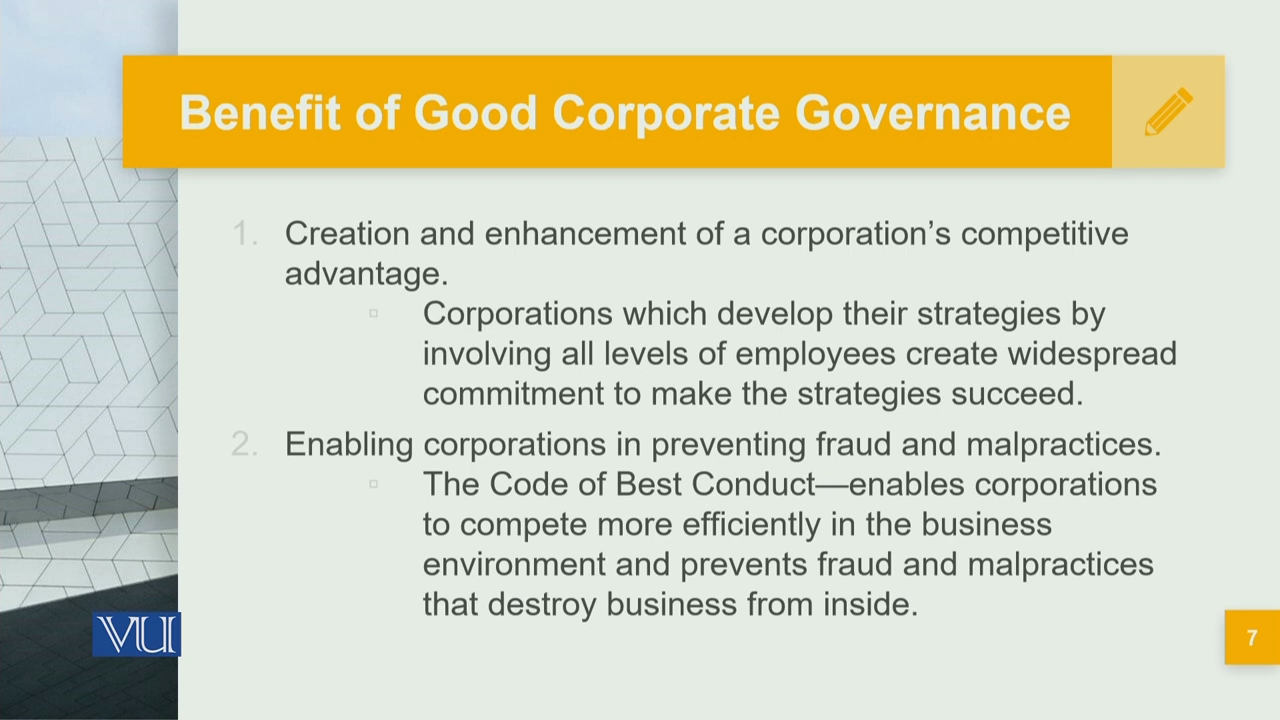 Benefit of Good Corporate Governance
1. Creation and enhancement of a corporation’s competitive
advantage.
▫ Corporations which develop their strategies by
involving all levels of employees create widespread
commitment to make the strategies succeed.
2. Enabling corporations in preventing fraud and malpractices.
▫ The Code of Best Conduct—enables corporations
to compete more efficiently in the business
environment and prevents fraud and malpractices
that destroy business from inside.
VU
7